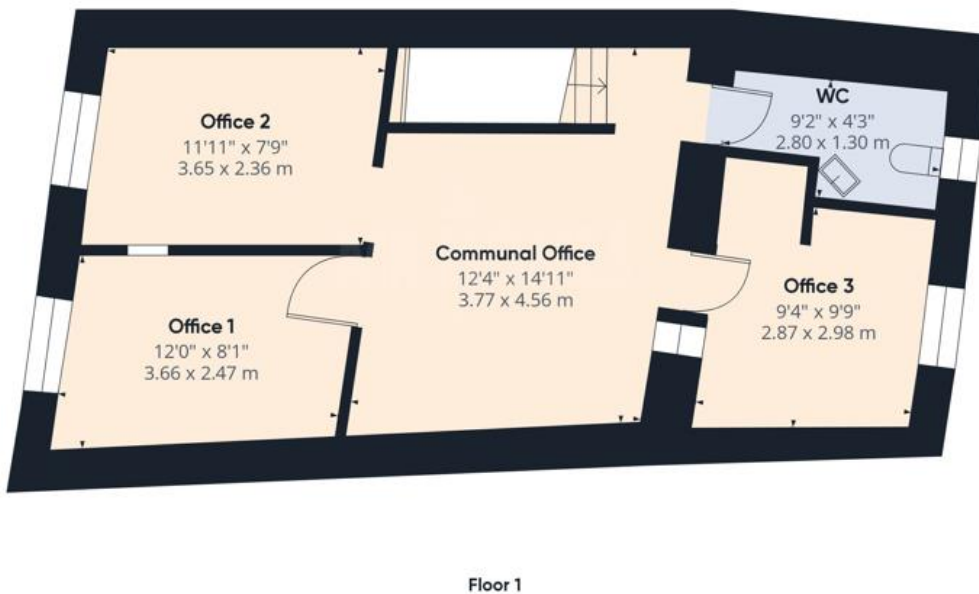 Office 2
11'11" x 7'9"
3.65 x 2.36 m
WC
9'2" x 4'3"
2.80 x 1.30 m
Communal Office
12'4" x 14'11"
3.77 x 4.56 m
Office 3
9'4" x 9'9"
2.87 x 2.98 m
Office 1
12'0" x 8'1"
3.66 x 2.47 m
Floor 1